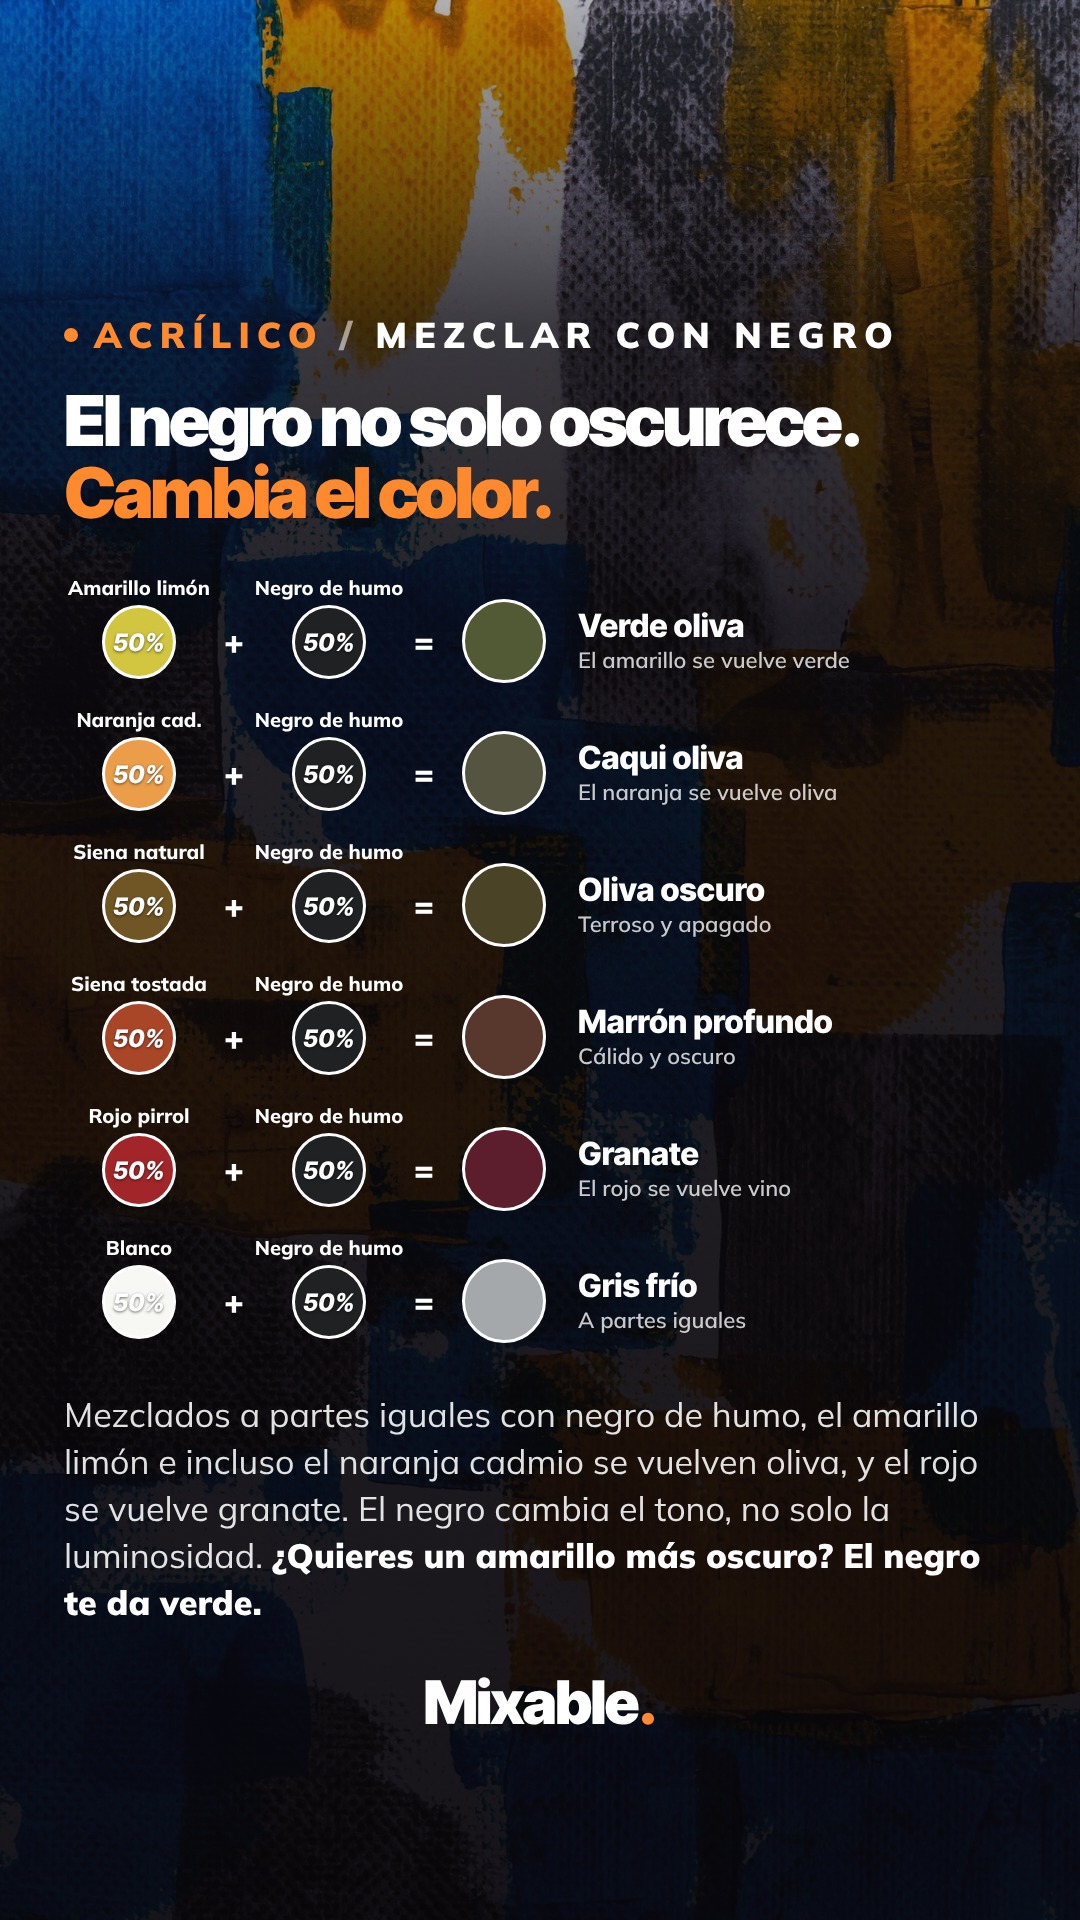 • ACRÍLICO / MEZCLAR CON NEGRO
El negro no solo oscurece.
Cambia el color.
Amarillo limón Negro de humo
50% + 50% = Verde oliva
El amarillo se vuelve verde
Naranja cad. Negro de humo
50% + 50% = Caqui oliva
El naranja se vuelve oliva
Siena natural Negro de humo
50% + 50% = Oliva oscuro
Terroso y apagado
Siena tostada Negro de humo
50% + 50% = Marrón profundo
Cálido y oscuro
Rojo pirrol Negro de humo
50% + 50% = Granate
El rojo se vuelve vino
Blanco Negro de humo
50% + 50% = Gris frío
A partes iguales
Mezclados a partes iguales con negro de humo, el amarillo
limón e incluso el naranja cadmio se vuelven oliva, y el rojo
se vuelve granate. El negro cambia el tono, no solo la
luminosidad. ¿Quieres un amarillo más oscuro? El negro
te da verde.
Mixable.